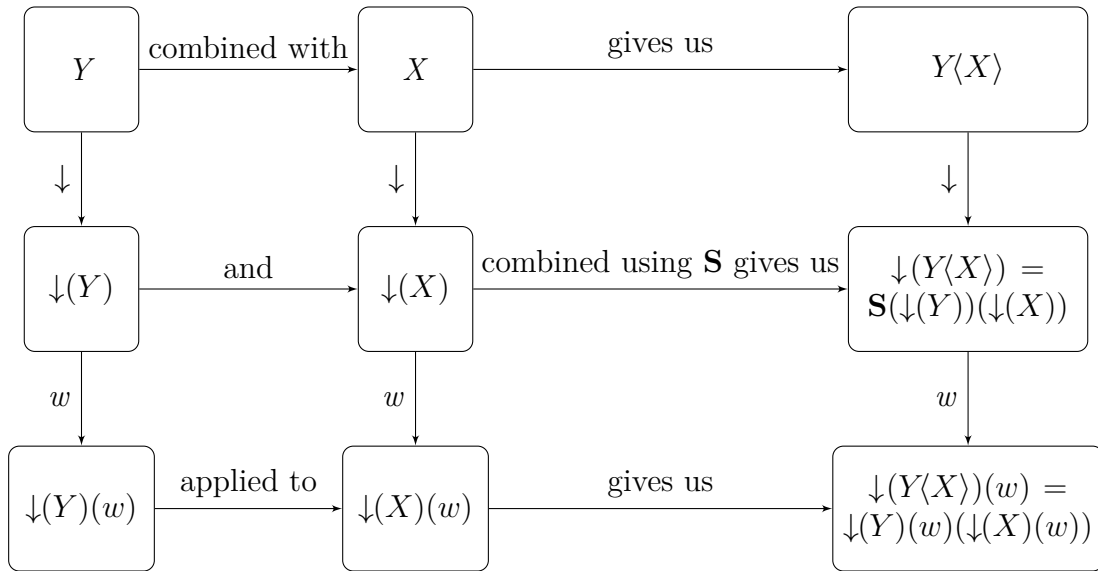 Y combined with X gives us Y⟨X⟩
↓ ↓ ↓
↓(Y) and ↓(X) combined using S gives us ↓(Y⟨X⟩) =
S(↓(Y))(↓(X))
w w w
↓(Y)(w) applied to ↓(X)(w) gives us ↓(Y⟨X⟩)(w) =
↓(Y)(w)(↓(X)(w))